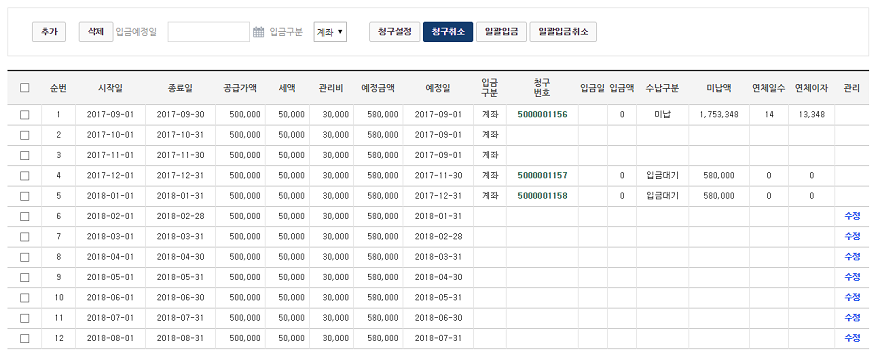 추가 삭제 입금예정일 입금구분 계좌 청구설정 청구취소 일괄입금 일괄입금취소
순번 시작일 종료일 공급가액 세액 관리비 예정금액 예정일 입금구분 청구번호 입금일 입금액 수납구분 미납액 연체일수 연체이자 관리
1 2017-09-01 2017-09-30 500,000 50,000 30,000 580,000 2017-09-01 계좌 5000001156 0 미납 1,753,348 14 13,348
2 2017-10-01 2017-10-31 500,000 50,000 30,000 580,000 2017-09-01 계좌
3 2017-11-01 2017-11-30 500,000 50,000 30,000 580,000 2017-09-01 계좌
4 2017-12-01 2017-12-31 500,000 50,000 30,000 580,000 2017-11-30 계좌 5000001157 0 입금대기 580,000 0 0
5 2018-01-01 2018-01-31 500,000 50,000 30,000 580,000 2017-12-31 계좌 5000001158 0 입금대기 580,000 0 0
6 2018-02-01 2018-02-28 500,000 50,000 30,000 580,000 2018-01-31 수정
7 2018-03-01 2018-03-31 500,000 50,000 30,000 580,000 2018-02-28 수정
8 2018-04-01 2018-04-30 500,000 50,000 30,000 580,000 2018-03-31 수정
9 2018-05-01 2018-05-31 500,000 50,000 30,000 580,000 2018-04-30 수정
10 2018-06-01 2018-06-30 500,000 50,000 30,000 580,000 2018-05-31 수정
11 2018-07-01 2018-07-31 500,000 50,000 30,000 580,000 2018-06-30 수정
12 2018-08-01 2018-08-31 500,000 50,000 30,000 580,000 2018-07-31 수정